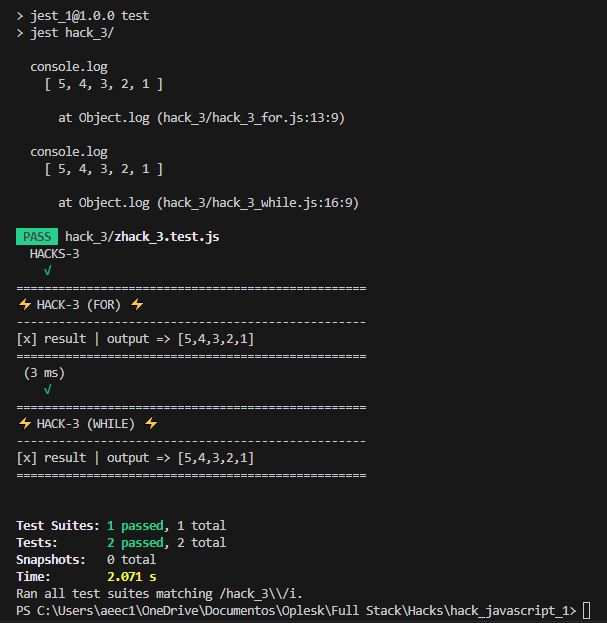 > jest_1@1.0.0 test
> jest hack_3/
console.log
[ 5, 4, 3, 2, 1 ]
at Object.log (hack_3/hack_3_for.js:13:9)
console.log
[ 5, 4, 3, 2, 1 ]
at Object.log (hack_3/hack_3_while.js:16:9)
PASS hack_3/zhack_3.test.js
HACKS-3
√
==================================================
⚡ HACK-3 (FOR) ⚡
--------------------------------------------------
[x] result | output => [5,4,3,2,1]
==================================================
(3 ms)
√
==================================================
⚡ HACK-3 (WHILE) ⚡
--------------------------------------------------
[x] result | output => [5,4,3,2,1]
==================================================
Test Suites: 1 passed, 1 total
Tests: 2 passed, 2 total
Snapshots: 0 total
Time: 2.071 s
Ran all test suites matching /hack_3\\/i.
PS C:\Users\aeec1\OneDrive\Documentos\Oplesk\Full Stack\Hacks\hack_javascript_1>